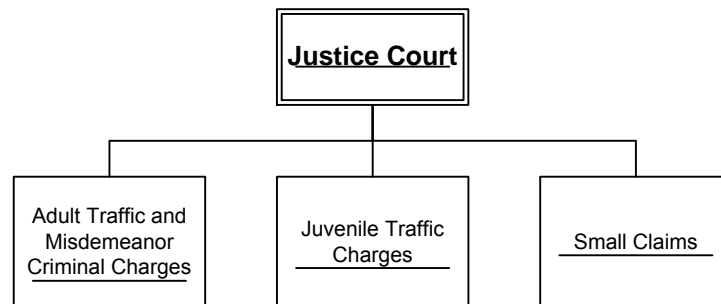 Justice Court
Adult Traffic and
Misdemeanor
Criminal Charges
Juvenile Traffic
Charges
Small Claims